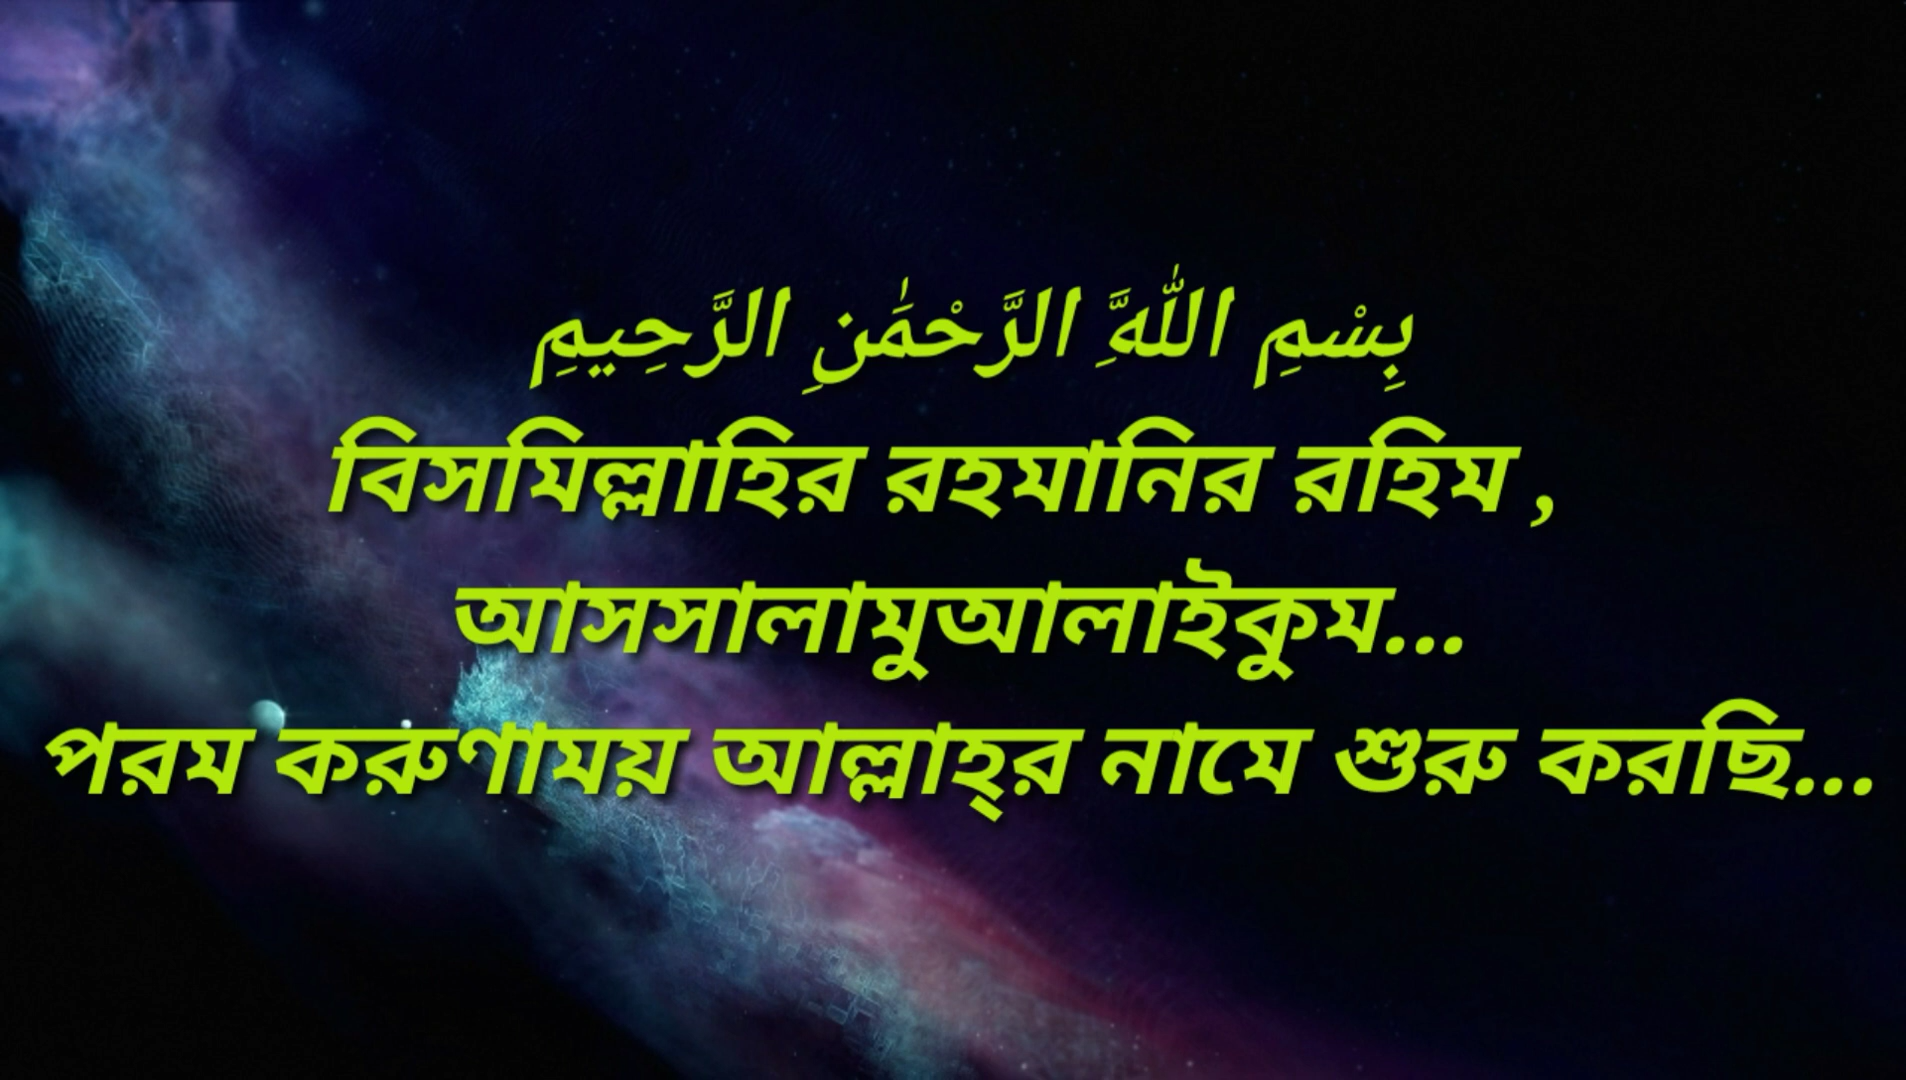 بِسْمِ اللّٰهَِّ الرَّحْمَٰنِ الرَّحِيمِ
বিসমিল্লাহির রহমানির রহিম ,
আসসালামুআলাইকুম...
পরম করুণাময় আল্লাহ্‌র নামে শুরু করছি...